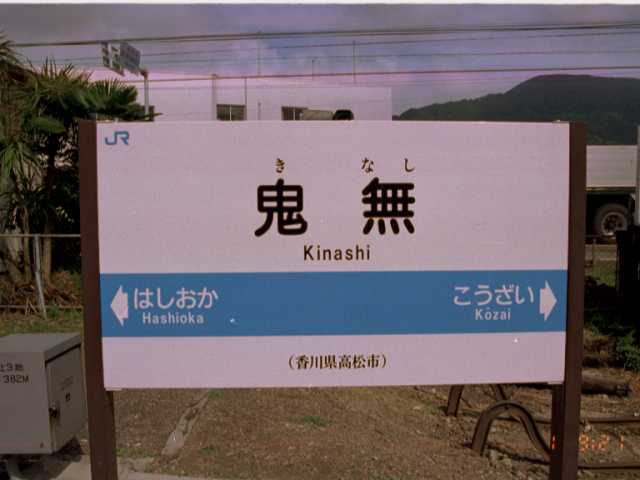 JR
き なし
鬼無
Kinashi
はしおか
Hashioka
こうざい
Kōzai
(香川県高松市)
382M